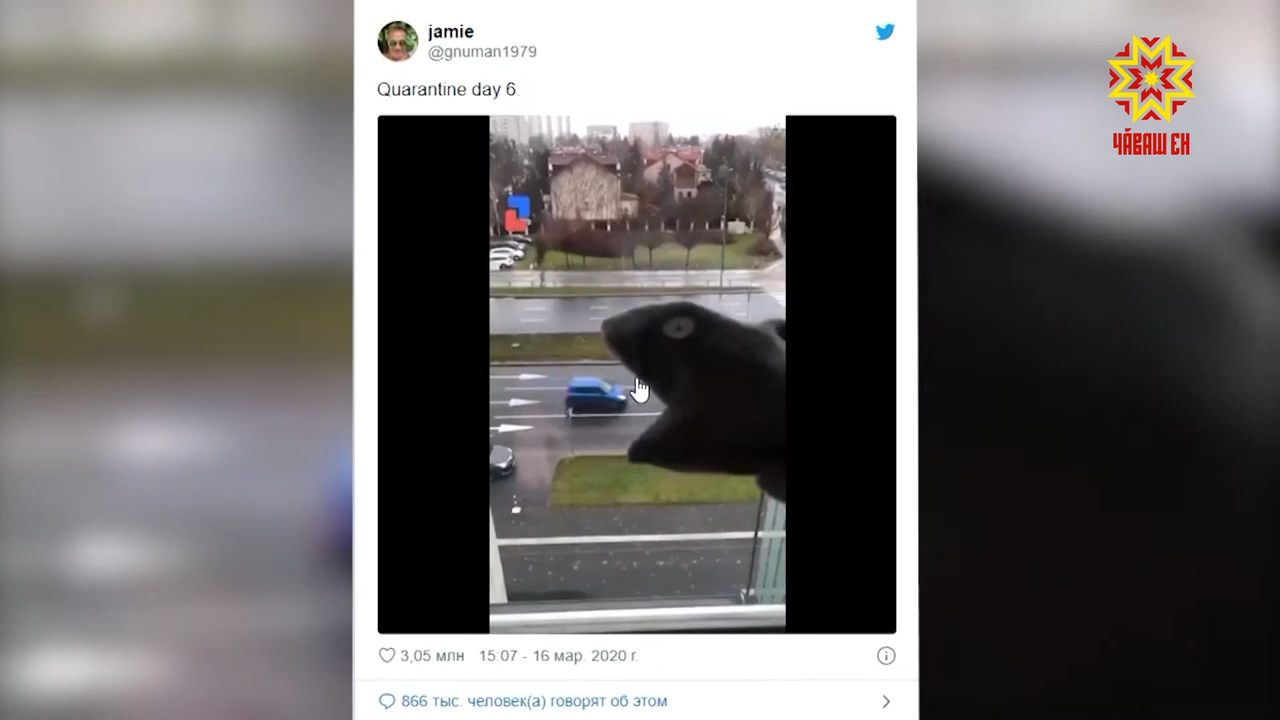 jamie
@gnuman1979
Quarantine day 6.
ЧӐВАШ ЕН
3,05 млн 15:07 - 16 мар. 2020 г.
866 тыс. человек(а) говорят об этом